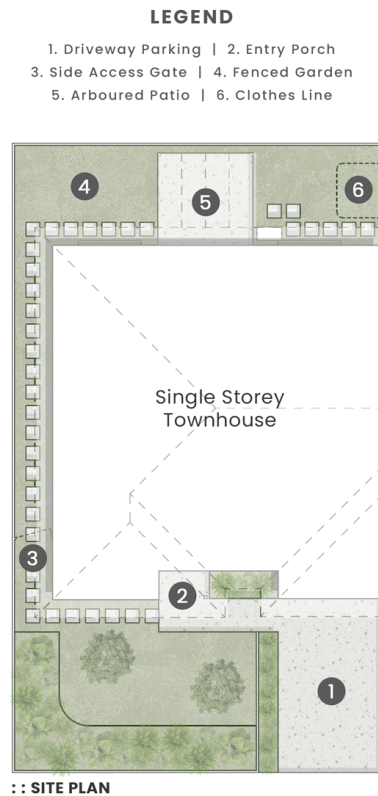 LEGEND
1. Driveway Parking | 2. Entry Porch
3. Side Access Gate | 4. Fenced Garden
5. Arboured Patio | 6. Clothes Line
4
5
6
Single Storey
Townhouse
3
2
1
: : SITE PLAN